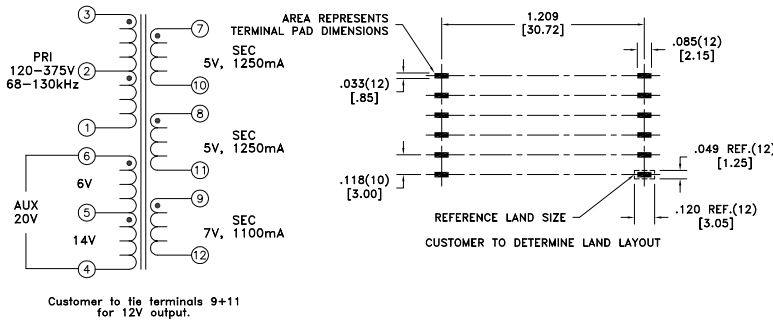 3
2
1
PRI
120-375V
68-130kHz
6
6V
AUX
20V
5
14V
4
7
SEC
5V, 1250mA
10
8
SEC
5V, 1250mA
11
9
SEC
7V, 1100mA
12
Customer to tie terminals 9+11
for 12V output.
AREA REPRESENTS
TERMINAL PAD DIMENSIONS
1.209
[30.72]
.085(12)
[2.15]
.033(12)
[.85]
.049 REF.(12)
[1.25]
.118(10)
[3.00]
.120 REF.(12)
[3.05]
REFERENCE LAND SIZE
CUSTOMER TO DETERMINE LAND LAYOUT